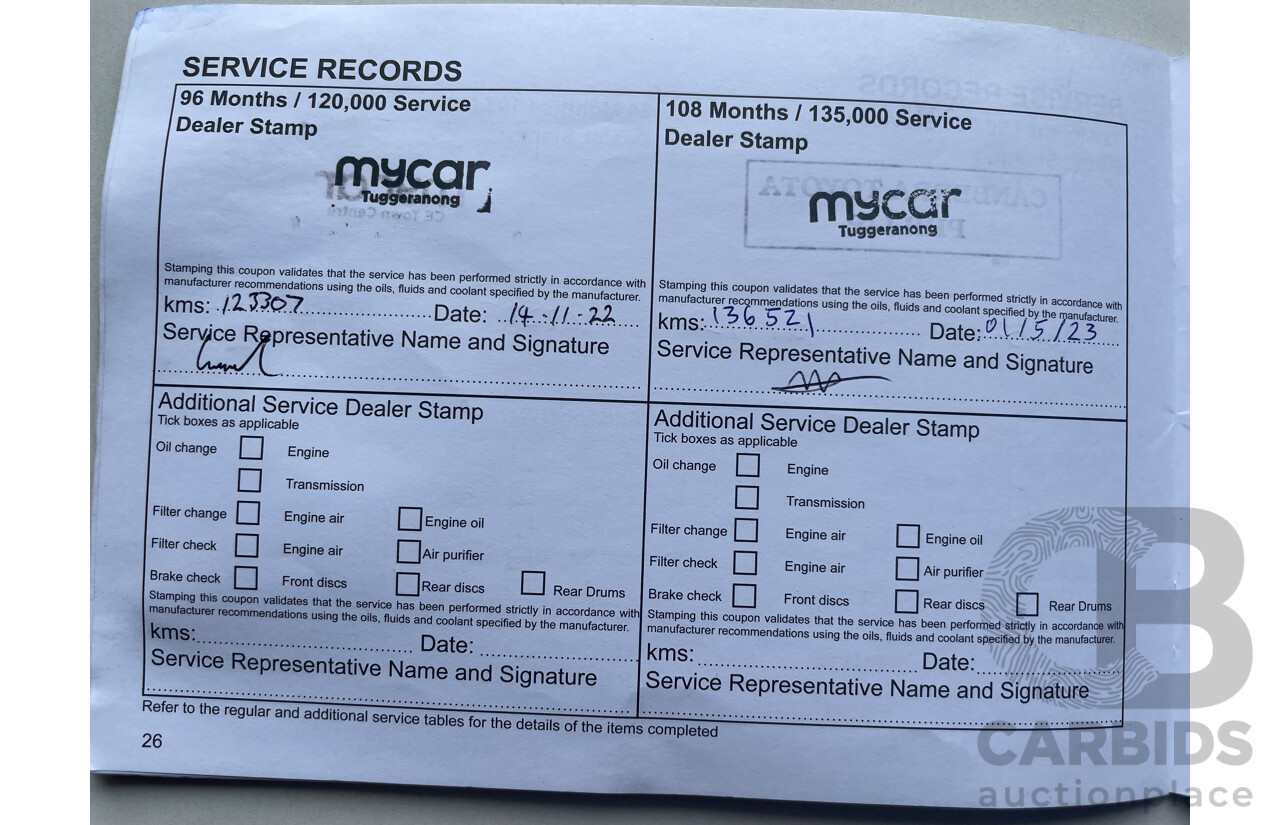 SERVICE RECORDS
96 Months / 120,000 Service
Dealer Stamp
mycar
Tuggeranong
Stamping this coupon validates that the service has been performed strictly in accordance with
manufacturer recommendations using the oils, fluids and coolant specified by the manufacturer.
kms: 123307 Date: 14-11-22
Service Representative Name and Signature
Additional Service Dealer Stamp
Tick boxes as applicable
Oil change Engine
Transmission
Filter change Engine air Engine oil
Filter check Engine air Air purifier
Brake check Front discs Rear discs Rear Drums
Stamping this coupon validates that the service has been performed strictly in accordance with
manufacturer recommendations using the oils, fluids and coolant specified by the manufacturer.
kms: Date:
Service Representative Name and Signature
108 Months / 135,000 Service
Dealer Stamp
mycar
Tuggeranong
Stamping this coupon validates that the service has been performed strictly in accordance with
manufacturer recommendations using the oils, fluids and coolant specified by the manufacturer.
kms: 136521 Date: 01/5/23
Service Representative Name and Signature
Additional Service Dealer Stamp
Tick boxes as applicable
Oil change Engine
Transmission
Filter change Engine air Engine oil
Filter check Engine air Air purifier
Brake check Front discs Rear discs Rear Drums
Stamping this coupon validates that the service has been performed strictly in accordance with
manufacturer recommendations using the oils, fluids and coolant specified by the manufacturer.
kms: Date:
Service Representative Name and Signature
Refer to the regular and additional service tables for the details of the items completed
26
CARBIDS
auctionplace